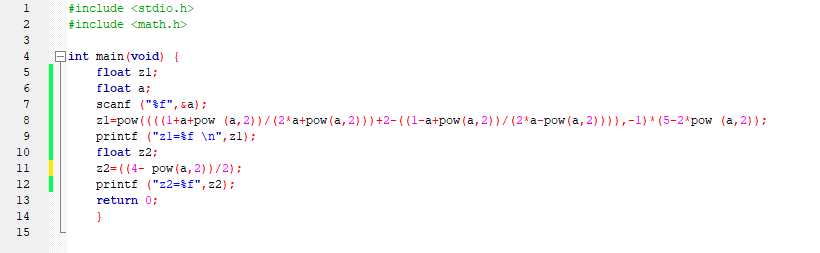 1 #include <stdio.h>
2 #include <math.h>
3
4 int main(void) {
5 float z1;
6 float a;
7 scanf ("%f",&a);
8 z1=pow((((1+a+pow (a,2))/(2*a+pow(a,2)))+2-((1-a+pow(a,2))/(2*a-pow(a,2)))),-1)*(5-2*pow (a,2));
9 printf ("z1=%f \n",z1);
10 float z2;
11 z2=((4- pow(a,2))/2);
12 printf ("z2=%f",z2);
13 return 0;
14 }
15